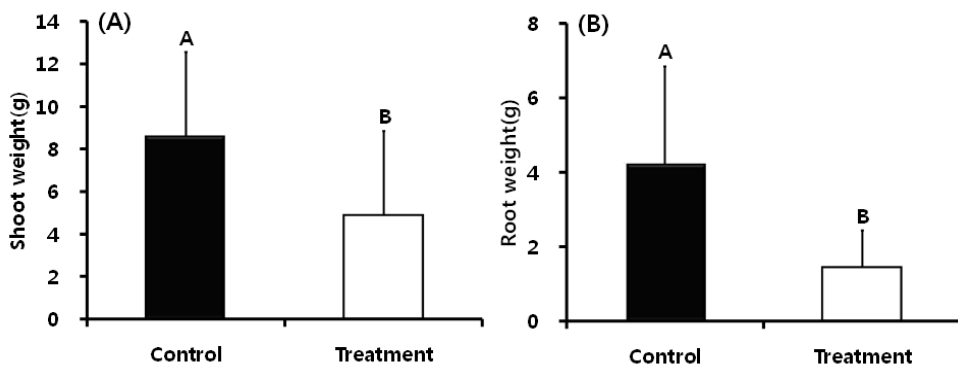 (A)
Shoot weight(g)
14
12
10
8
6
4
2
0
A
B
Control
Treatment
(B)
Root weight(g)
8
6
4
2
0
A
B
Control
Treatment